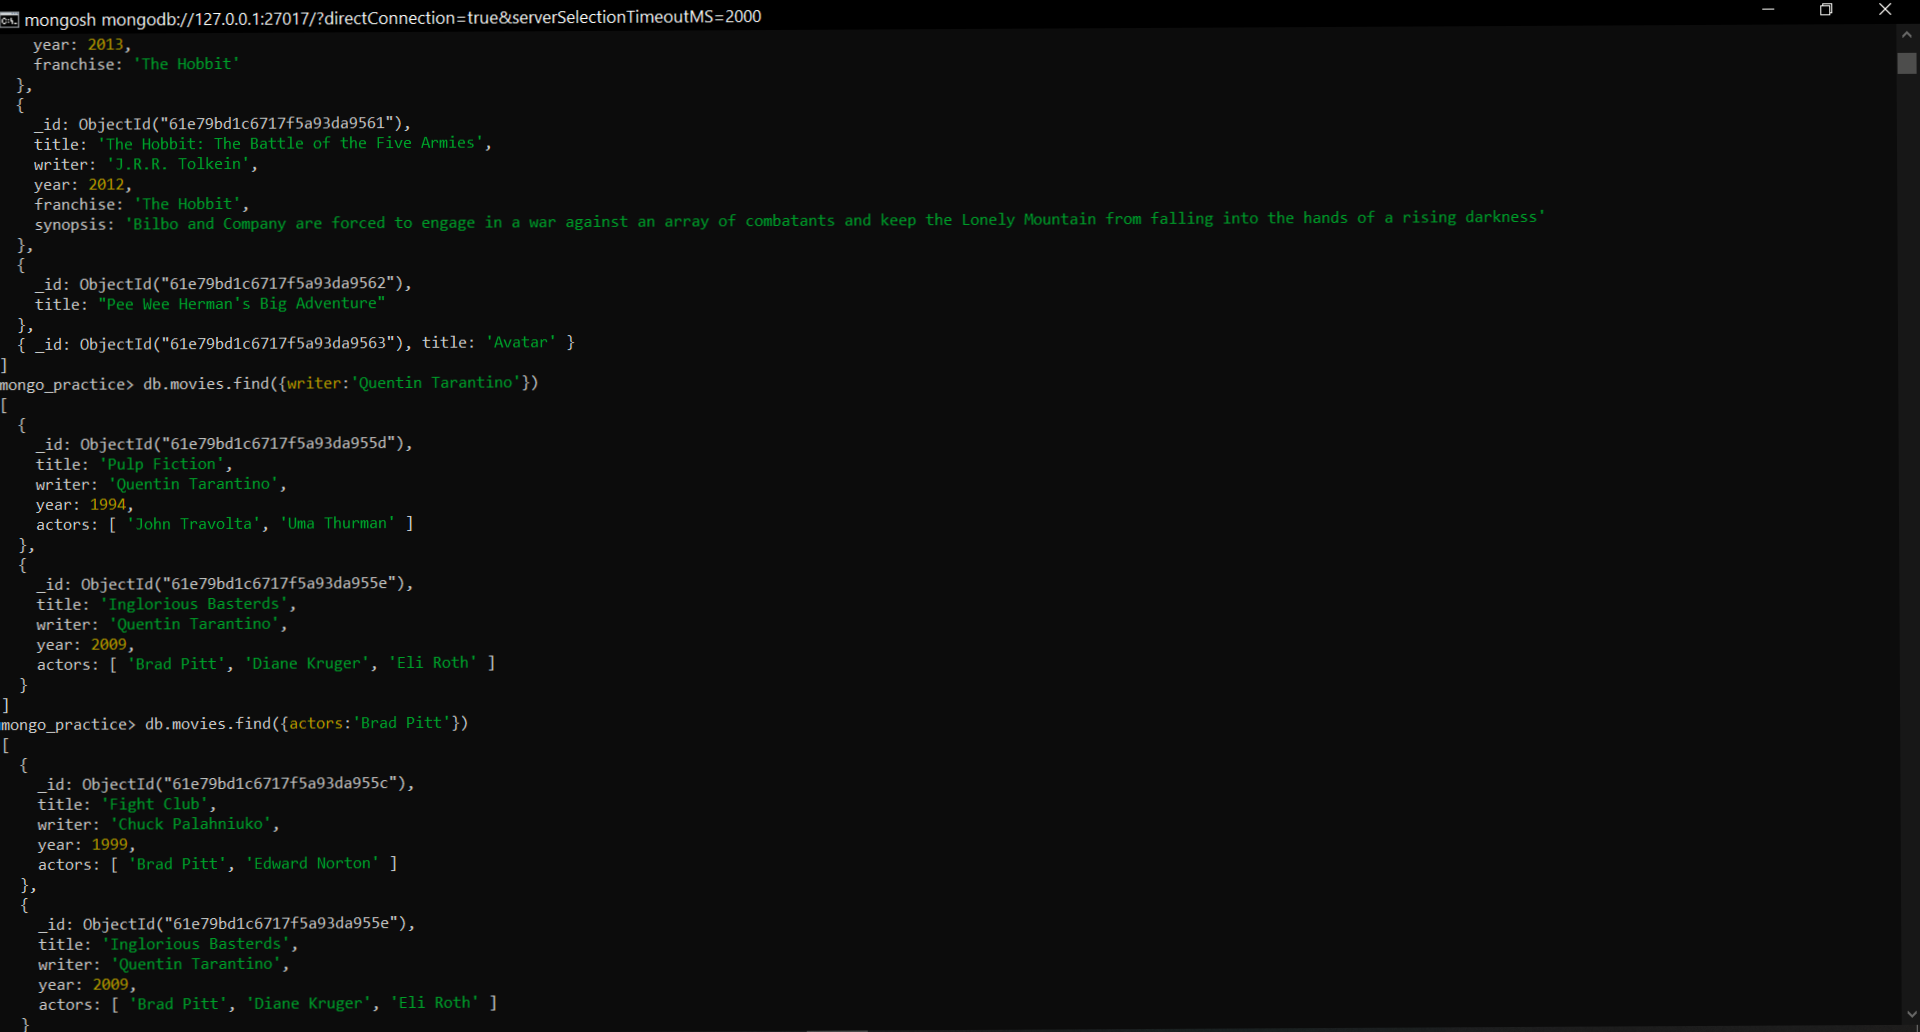 mongosh mongodb://127.0.0.1:27017/?directConnection=true&serverSelectionTimeoutMS=2000
    year: 2013,
    franchise: 'The Hobbit'
  },
  {
    _id: ObjectId("61e79bd1c6717f5a93da9561"),
    title: 'The Hobbit: The Battle of the Five Armies',
    writer: 'J.R.R. Tolkein',
    year: 2012,
    franchise: 'The Hobbit',
    synopsis: 'Bilbo and Company are forced to engage in a war against an array of combatants and keep the Lonely Mountain from falling into the hands of a rising darkness'
  },
  {
    _id: ObjectId("61e79bd1c6717f5a93da9562"),
    title: "Pee Wee Herman's Big Adventure"
  },
  { _id: ObjectId("61e79bd1c6717f5a93da9563"), title: 'Avatar' }
]
mongo_practice> db.movies.find({writer:'Quentin Tarantino'})
[
  {
    _id: ObjectId("61e79bd1c6717f5a93da955d"),
    title: 'Pulp Fiction',
    writer: 'Quentin Tarantino',
    year: 1994,
    actors: [ 'John Travolta', 'Uma Thurman' ]
  },
  {
    _id: ObjectId("61e79bd1c6717f5a93da955e"),
    title: 'Inglorious Basterds',
    writer: 'Quentin Tarantino',
    year: 2009,
    actors: [ 'Brad Pitt', 'Diane Kruger', 'Eli Roth' ]
  }
]
mongo_practice> db.movies.find({actors:'Brad Pitt'})
[
  {
    _id: ObjectId("61e79bd1c6717f5a93da955c"),
    title: 'Fight Club',
    writer: 'Chuck Palahniuko',
    year: 1999,
    actors: [ 'Brad Pitt', 'Edward Norton' ]
  },
  {
    _id: ObjectId("61e79bd1c6717f5a93da955e"),
    title: 'Inglorious Basterds',
    writer: 'Quentin Tarantino',
    year: 2009,
    actors: [ 'Brad Pitt', 'Diane Kruger', 'Eli Roth' ]
  }